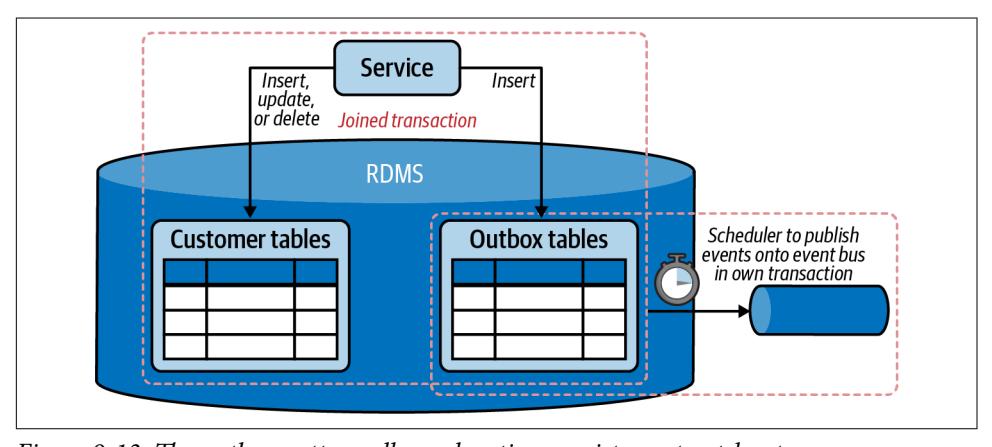 Service
Insert,
update,
or delete
Insert
Joined transaction
RDMS
Customer tables
Outbox tables
Scheduler to publish
events onto event bus
in own transaction